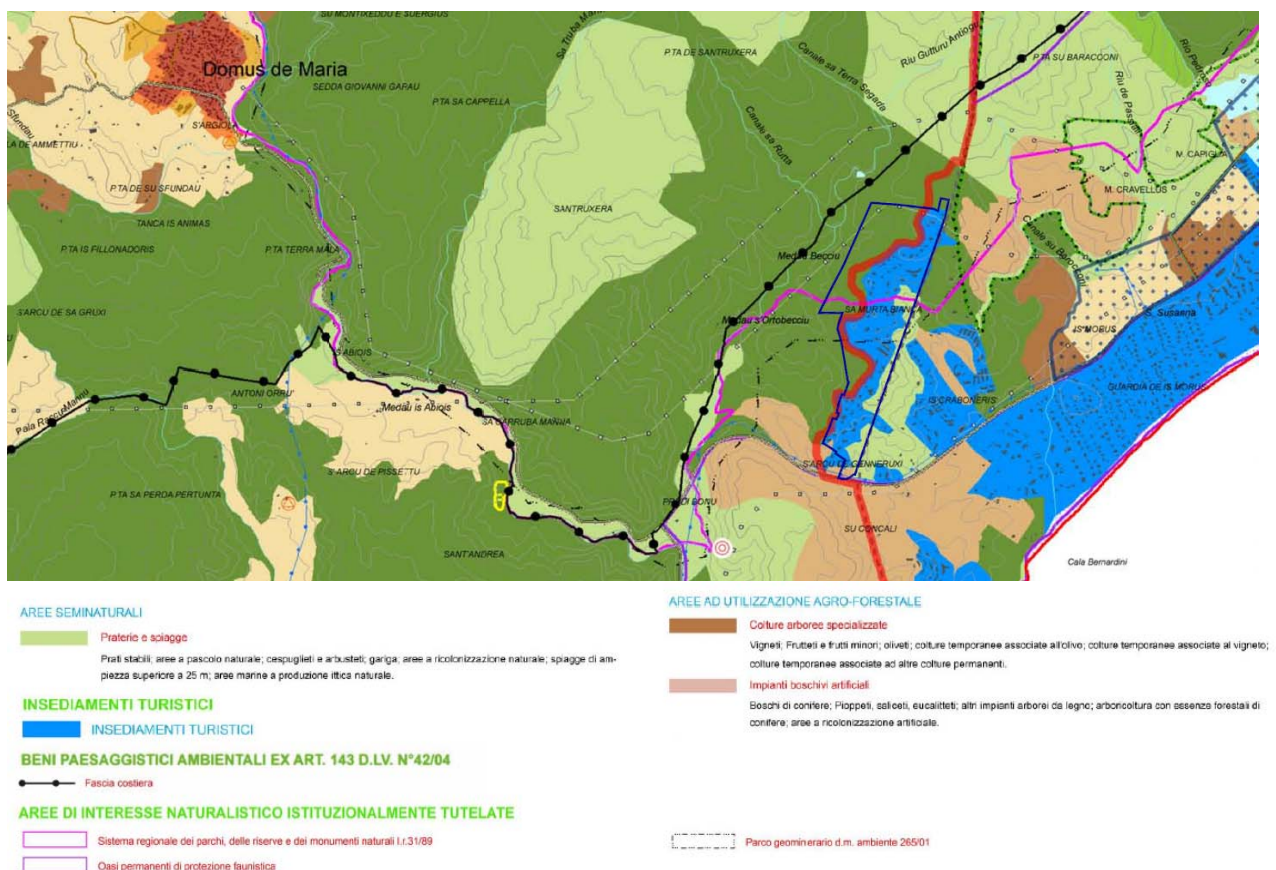 SU MONTIXEDDU E SUERGIUS
Domus de Maria
SEDDA GIOVANNI GARAU
P.TA SA CAPPELLA
P.TA DE SANTRUXERA
Canale sa Terra Segada
Riu Gutturu Antiogu
P.TA SU BARACCONI
Canale sa Rutta
S'ARGIOLA
P.TA DE SU SFUNDAU
TANCA IS ANIMAS
P.TA IS FILLONADORIS
P.TA TERRA MALA
SANTRUXERA
M. CAPIGLIA
M. CRAVELLOS
Medau Becciu
S'ARCU DE SA GRUXI
SA MURTA BIANCA
Medau s'Ortobecciu
IS MORUS
S. Susanna
IS ABIOIS
ANTONI ORRU'
Medau is Abiois
SA CARRUBA MANNA
GUARDIA DE IS MORUS
IS CRABONERIS
S'ARCU DE PISSETTU
S'ARCU DE GENNERUXI
P.TA SA PERDA PERTUNTA
SU CONCALI
SANT'ANDREA
2
Cala Bernardini
AREE SEMINATURALI
Praterie e spiagge
Prati stabili; aree a pascolo naturale; cespuglieti e arbusteti; gariga; aree a ricolonizzazione naturale; spiagge di am-
piezza superiore a 25 m; aree marine a produzione ittica naturale.
INSEDIAMENTI TURISTICI
INSEDIAMENTI TURISTICI
BENI PAESAGGISTICI AMBIENTALI EX ART. 143 D.LV. N°42/04
Fascia costiera
AREE DI INTERESSE NATURALISTICO ISTITUZIONALMENTE TUTELATE
Sistema regionale dei parchi, delle riserve e dei monumenti naturali l.r.31/89
Oasi permanenti di protezione faunistica
AREE AD UTILIZZAZIONE AGRO-FORESTALE
Colture arboree specializzate
Vigneti; Frutteti e frutti minori; oliveti; colture temporanee associate all'olivo; colture temporanee associate al vigneto;
colture temporanee associate ad altre colture permanenti.
Impianti boschivi artificiali
Boschi di conifere; Pioppeti, saliceti, eucalitteti; altri impianti arborei da legno; arboricoltura con essenze forestali di
conifere; aree a ricolonizzazione artificiale.
Parco geominerario d.m. ambiente 265/01